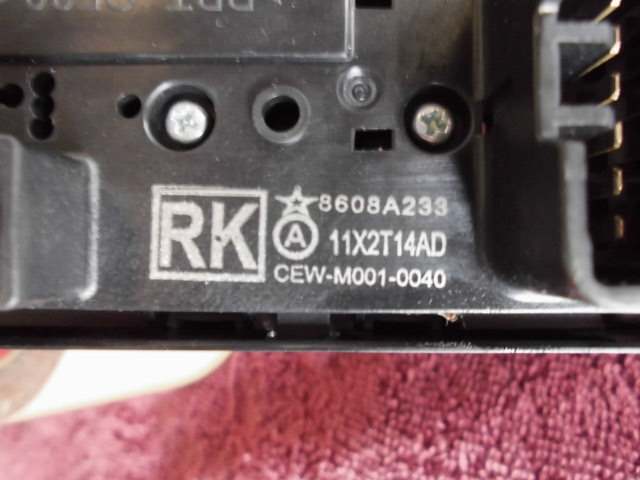 RK
8608A233
A
11X2T14AD
CEW-M001-0040